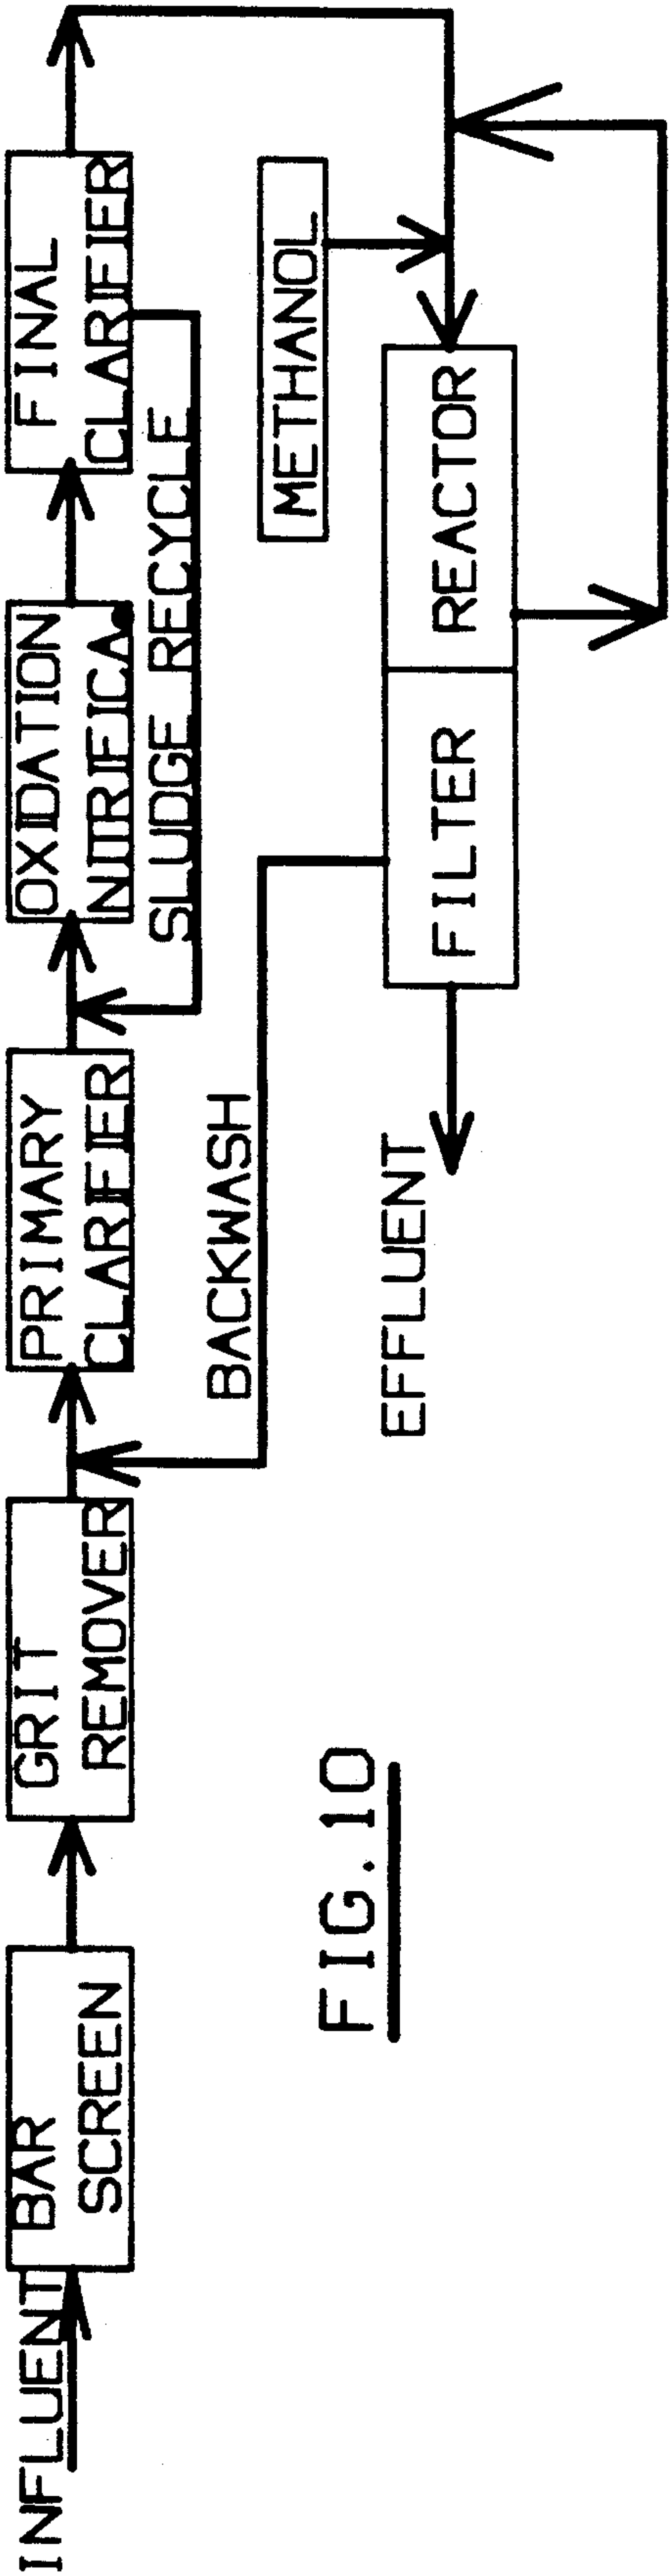 INFLUENT
BAR
SCREEN
GRIT
REMOVER
PRIMARY
CLARIFIER
OXIDATION
NITRIFICA.
FINAL
CLARIFIER
SLUDGE RECYCLE
BACKWASH
METHANOL
EFFLUENT
FILTER
REACTOR
FIG. 10